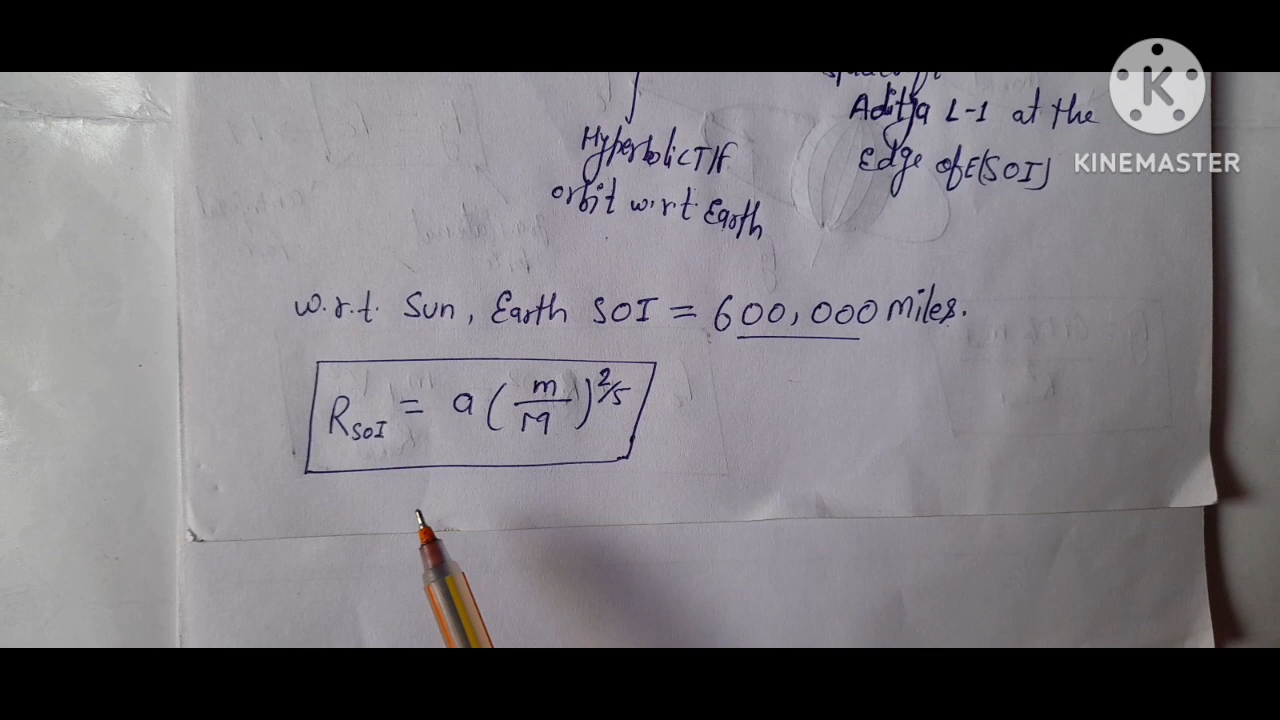 Aditya L-1 at the
Edge of E(SOI)
Hyperbolic T/F
orbit w.r.t. Earth
w.r.t. Sun, Earth SOI = 600,000 miles.
R_SOI = a (m/M)^2/5
K
KINEMASTER